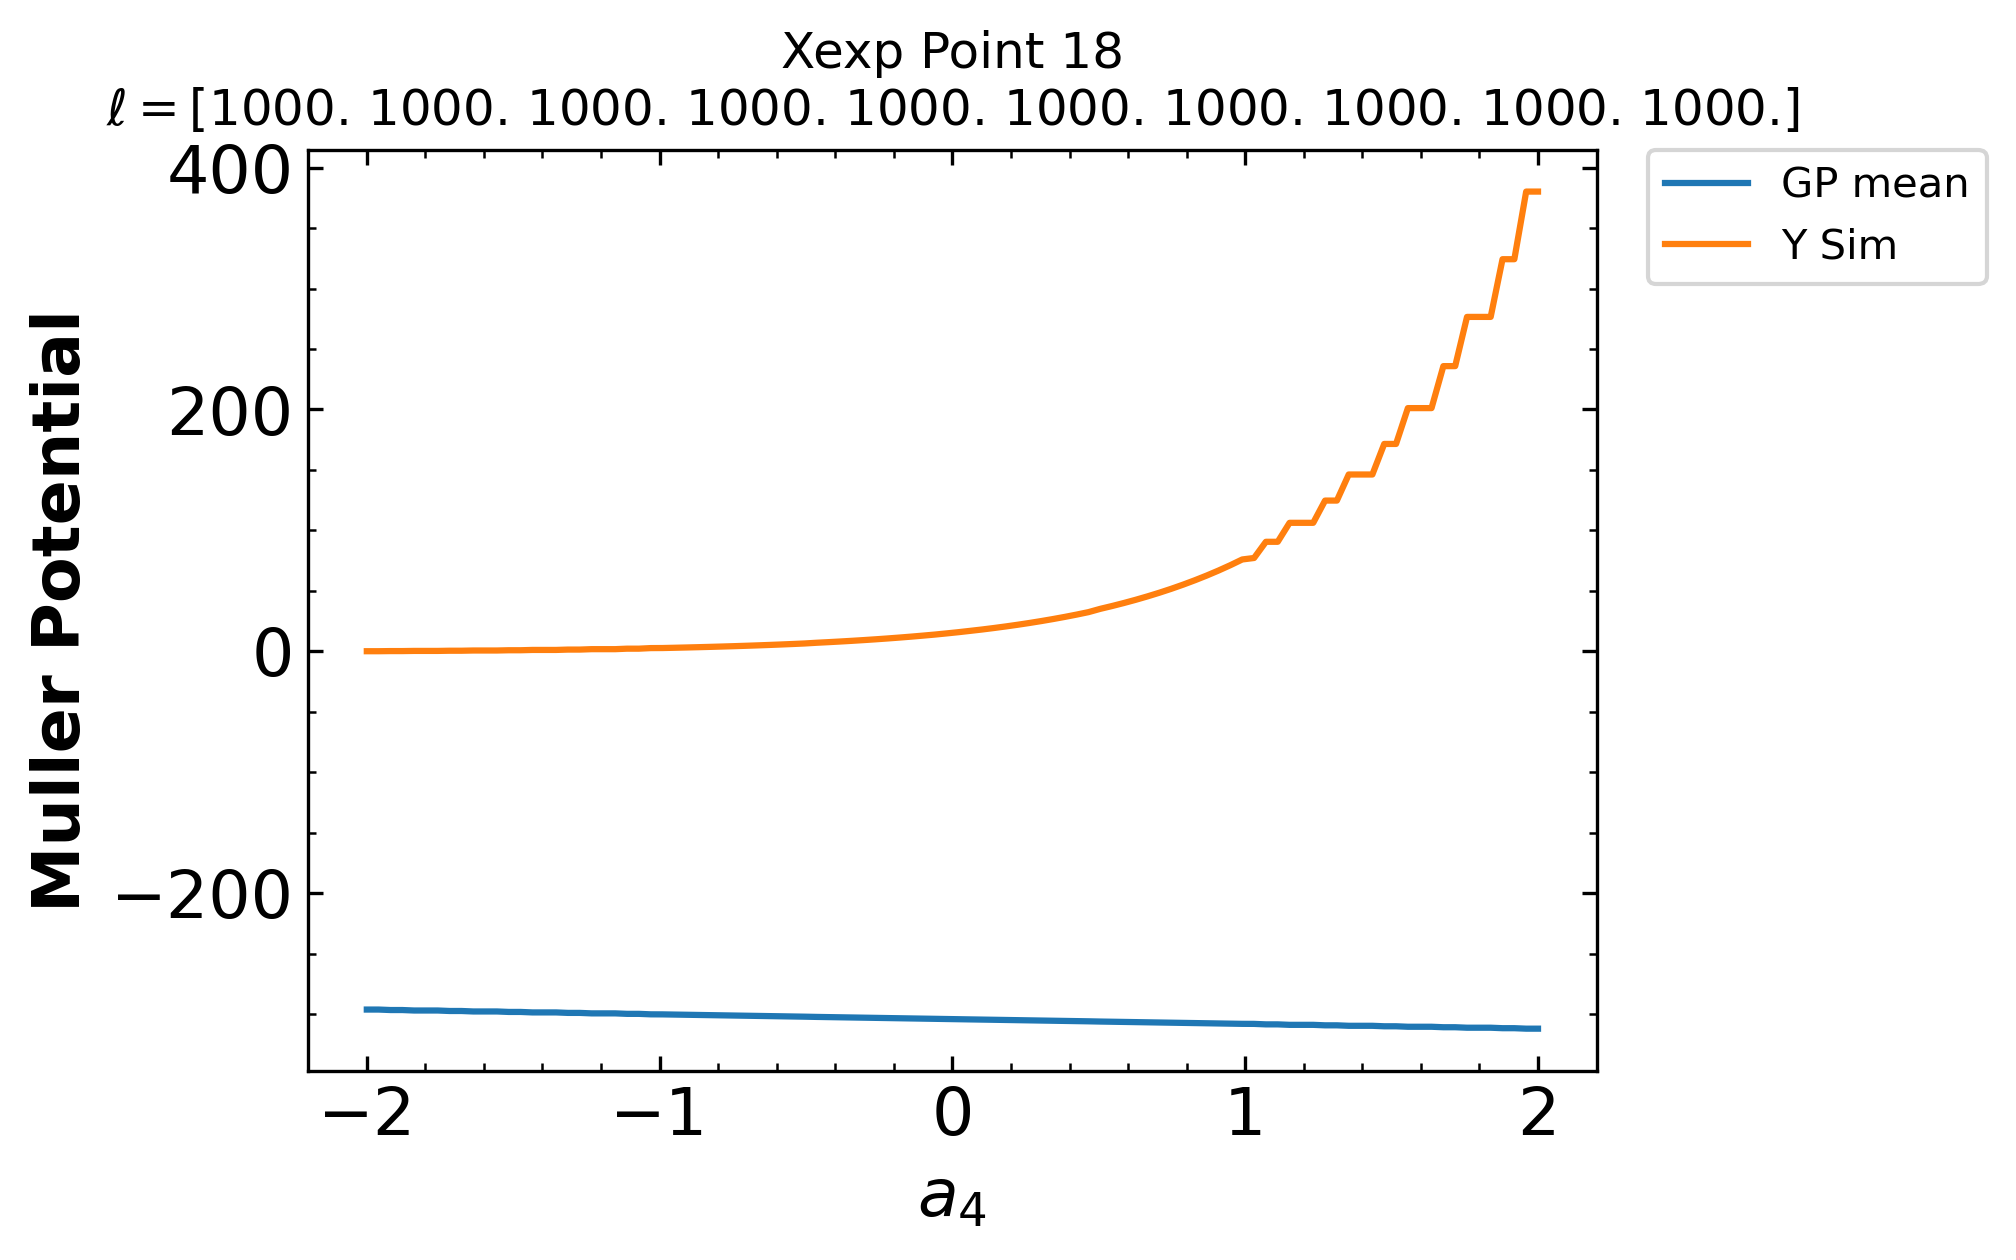 Xexp Point 18
ℓ = [1000. 1000. 1000. 1000. 1000. 1000. 1000. 1000. 1000. 1000.]
GP mean
Y Sim
Muller Potential
400
200
0
−200
−2 −1 0 1 2
a₄